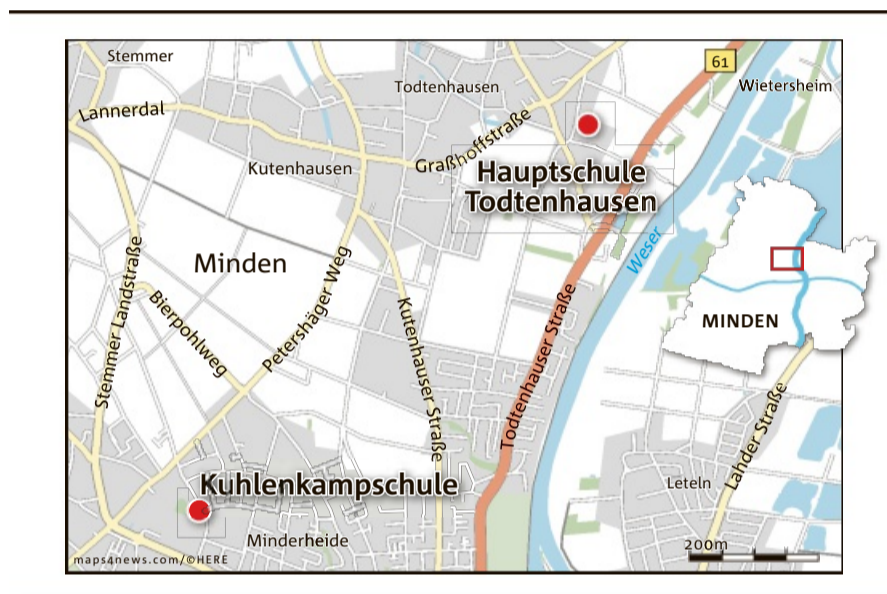 Stemmer
61
Todtenhausen
Wietersheim
Lannerdal
Graßhoffstraße
Kutenhausen
Hauptschule
Todtenhausen
Weser
Minden
Stemmer Landstraße
Bierpohlweg
Petershäger Weg
Kutenhauser Straße
Todtenhauser Straße
MINDEN
Lahder Straße
Kuhlenkampschule
Leteln
Minderheide
200m
maps4news.com/©HERE